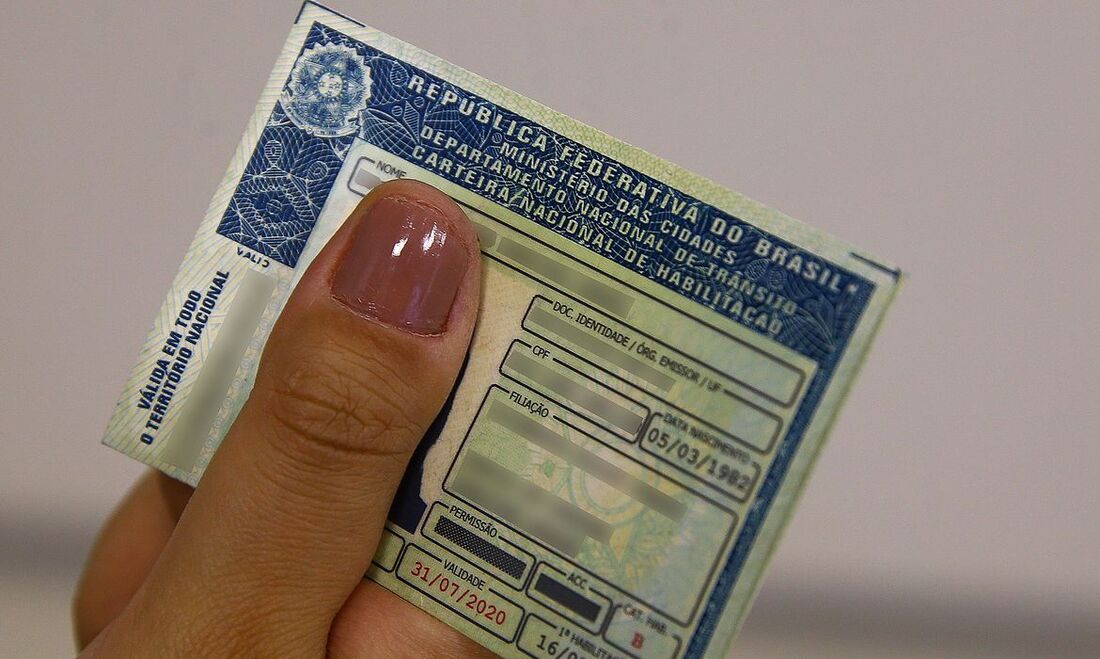 REPÚBLICA FEDERATIVA DO BRASIL
MINISTÉRIO DAS CIDADES
DEPARTAMENTO NACIONAL DE TRÂNSITO
CARTEIRA NACIONAL DE HABILITAÇÃO
NOME
DOC. IDENTIDADE / ÓRG. EMISSOR / UF
CPF
DATA NASCIMENTO
05/03/1982
FILIAÇÃO
PERMISSÃO
ACC
CAT. HAB.
B
VALIDADE
31/07/2020
1ª HABILITAÇÃO
VÁLIDA EM TODO
O TERRITÓRIO NACIONAL